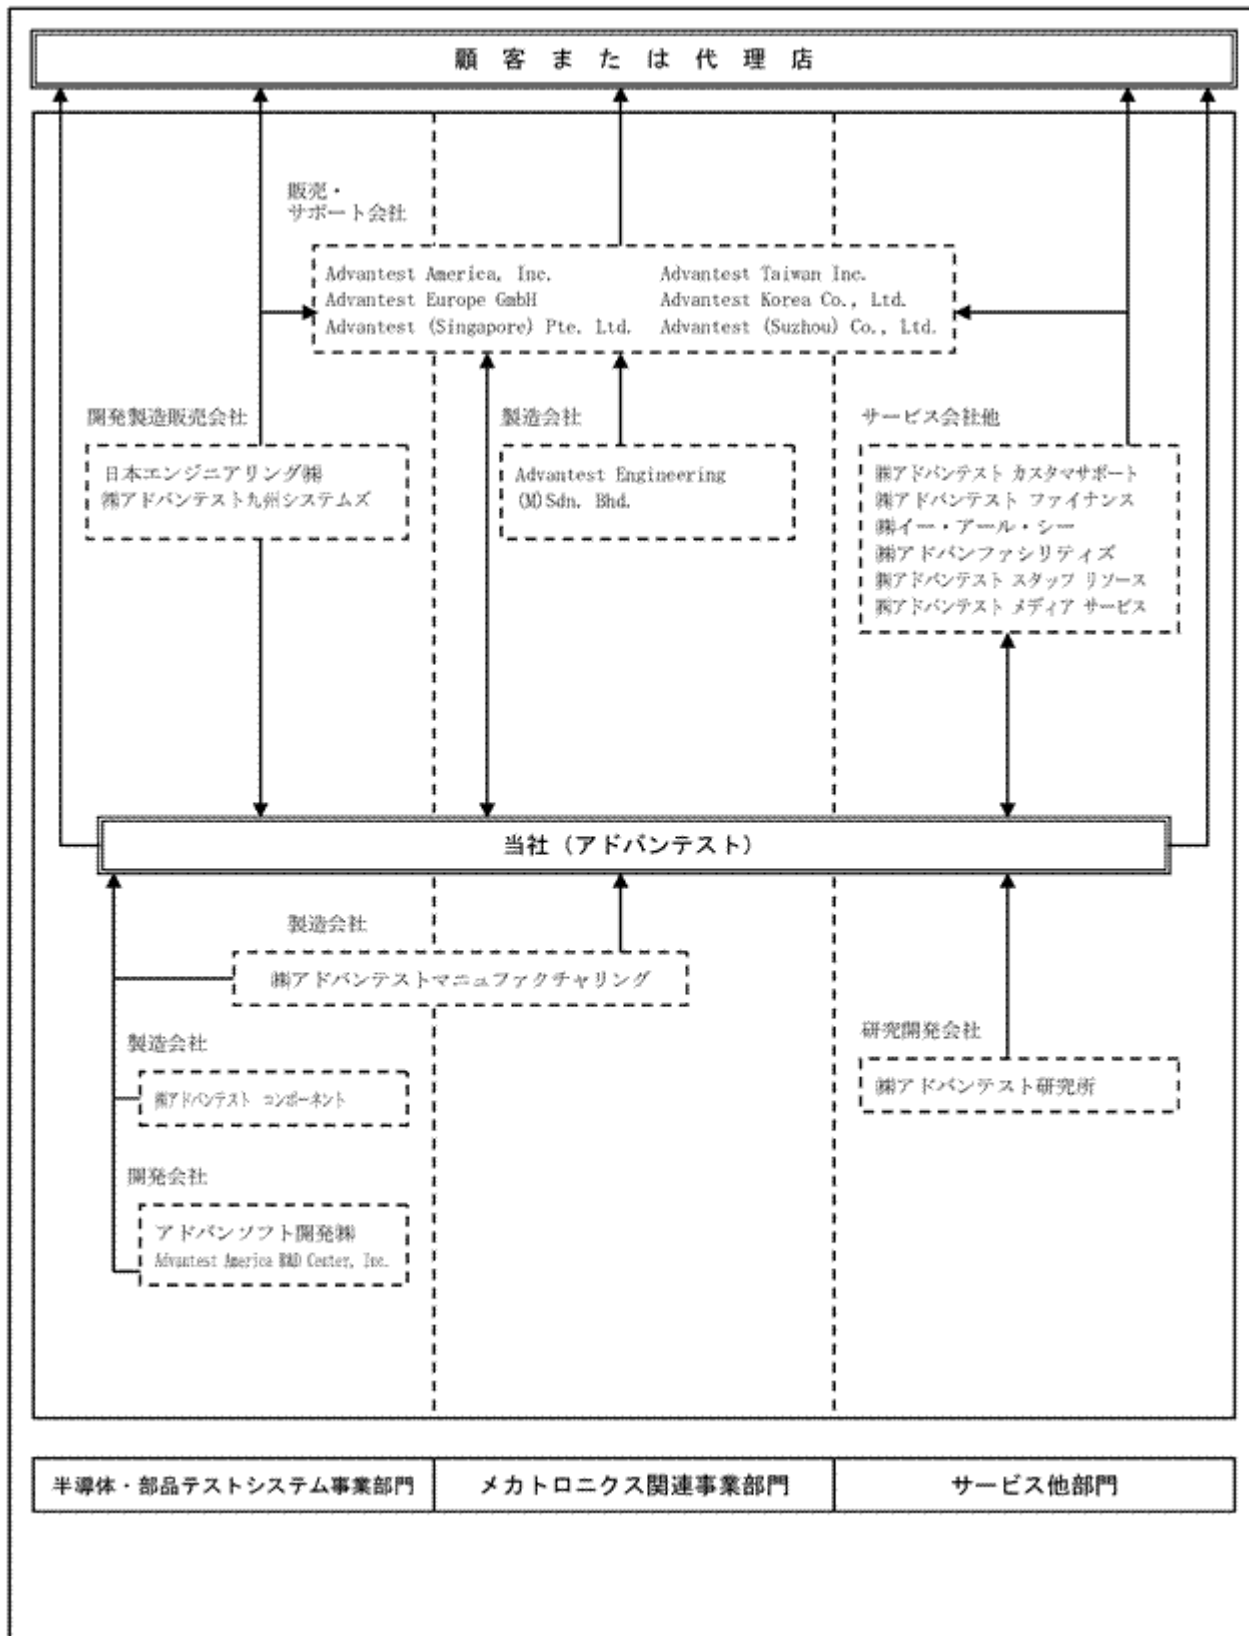 顧客または代理店
販売・
サポート会社
Advantest America, Inc.
Advantest Europe GmbH
Advantest (Singapore) Pte. Ltd.
Advantest Taiwan Inc.
Advantest Korea Co., Ltd.
Advantest (Suzhou) Co., Ltd.
開発製造販売会社
日本エンジニアリング㈱
㈱アドバンテスト九州システムズ
製造会社
Advantest Engineering
(M)Sdn. Bhd.
サービス会社他
㈱アドバンテスト カスタマサポート
㈱アドバンテスト ファイナンス
㈱イー・アール・シー
㈱アドバンファシリティズ
㈱アドバンテスト スタッフ リソース
㈱アドバンテスト メディア サービス
当社（アドバンテスト）
製造会社
㈱アドバンテストマニュファクチャリング
製造会社
㈱アドバンテスト コンポーネント
開発会社
アドバンソフト開発㈱
Advantest America R&D Center, Inc.
研究開発会社
㈱アドバンテスト研究所
半導体・部品テストシステム事業部門
メカトロニクス関連事業部門
サービス他部門